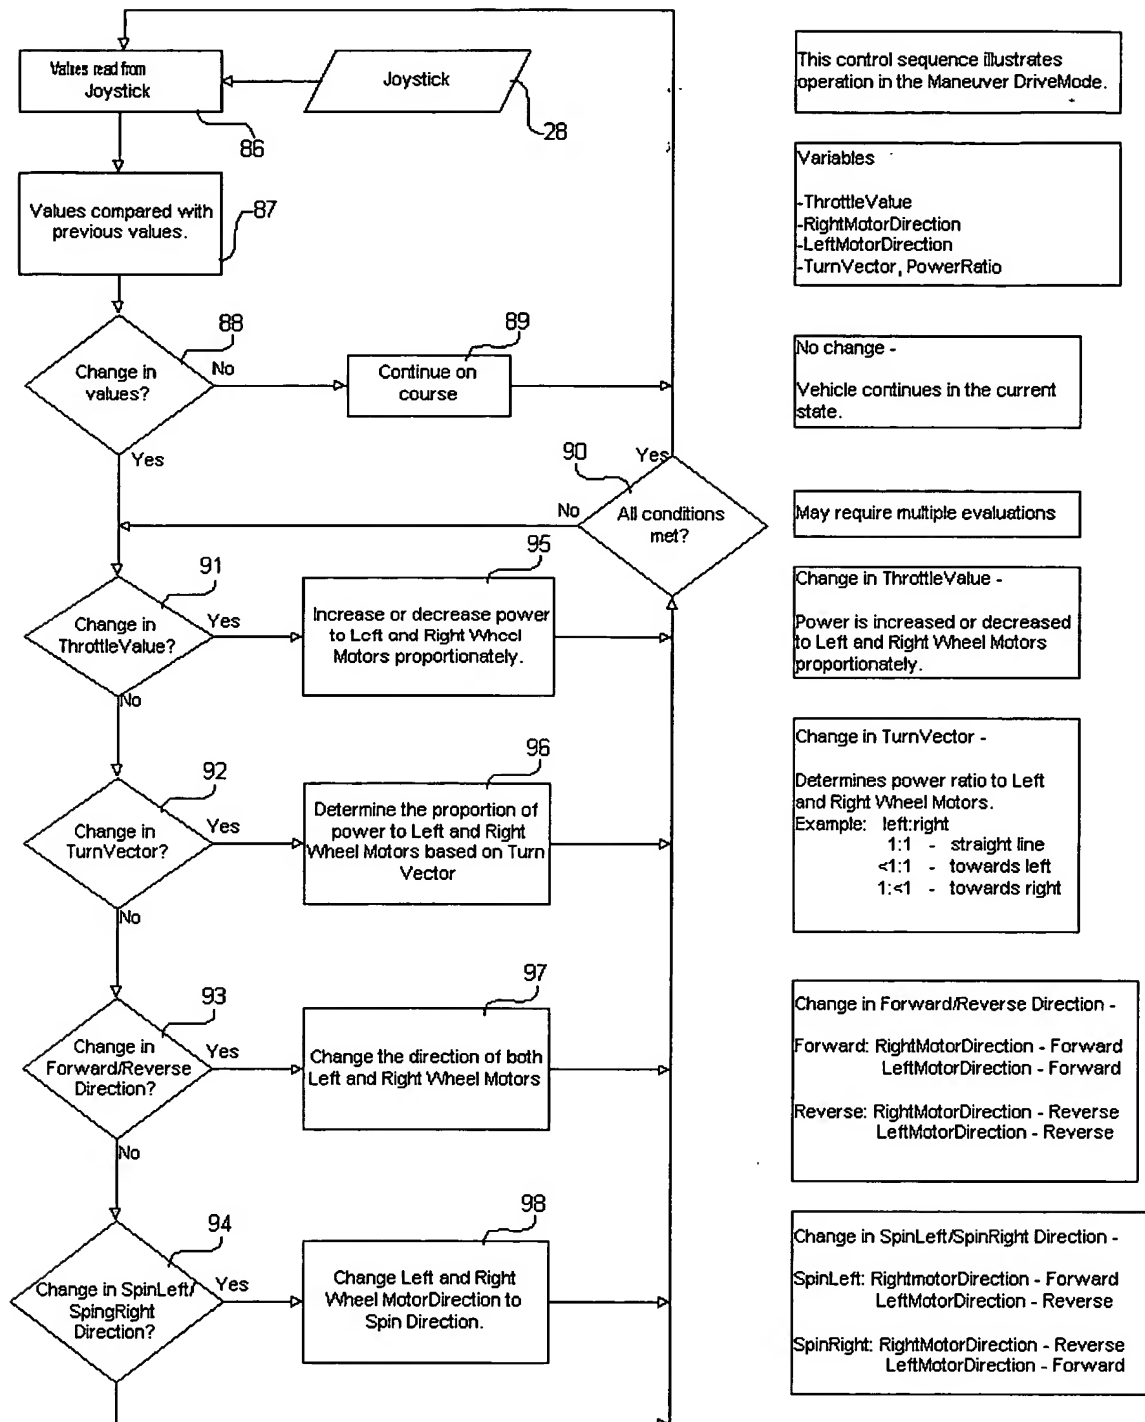 Values read from
Joystick
Joystick
86
28
This control sequence illustrates
operation in the Maneuver DriveMode.
Values compared with
previous values.
87
Variables
-ThrottleValue
-RightMotorDirection
-LeftMotorDirection
-TurnVector, PowerRatio
Change in
values?
88
No
Yes
Continue on
course
89
No change -
Vehicle continues in the current
state.
All conditions
met?
90
Yes
No
May require multiple evaluations
Change in
ThrottleValue?
91
Yes
No
Increase or decrease power
to Left and Right Wheel
Motors proportionately.
95
Change in ThrottleValue -
Power is increased or decreased
to Left and Right Wheel Motors
proportionately.
Change in
TurnVector?
92
Yes
No
Determine the proportion of
power to Left and Right
Wheel Motors based on Turn
Vector
96
Change in TurnVector -
Determines power ratio to Left
and Right Wheel Motors.
Example: left:right
1:1 - straight line
<1:1 - towards left
1:<1 - towards right
Change in
Forward/Reverse
Direction?
93
Yes
No
Change the direction of both
Left and Right Wheel Motors
97
Change in Forward/Reverse Direction -
Forward: RightMotorDirection - Forward
LeftMotorDirection - Forward
Reverse: RightMotorDirection - Reverse
LeftMotorDirection - Reverse
Change in SpinLeft/
SpingRight
Direction?
94
Yes
Change Left and Right
Wheel MotorDirection to
Spin Direction.
98
Change in SpinLeft/SpinRight Direction -
SpinLeft: RightmotorDirection - Forward
LeftMotorDirection - Reverse
SpinRight: RightMotorDirection - Reverse
LeftMotorDirection - Forward